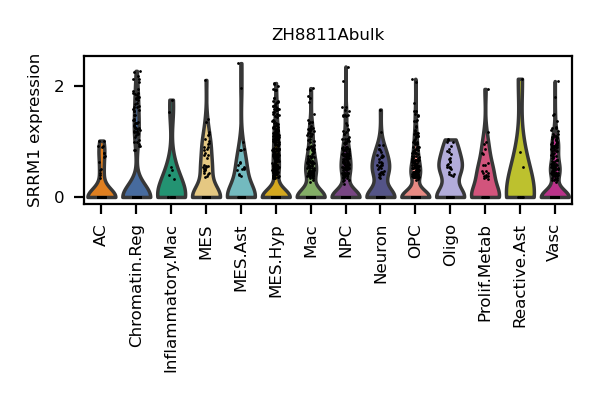 ZH8811Abulk
SRRM1 expression
2
0
AC
Chromatin.Reg
Inflammatory.Mac
MES
MES.Ast
MES.Hyp
Mac
NPC
Neuron
OPC
Oligo
Prolif.Metab
Reactive.Ast
Vasc